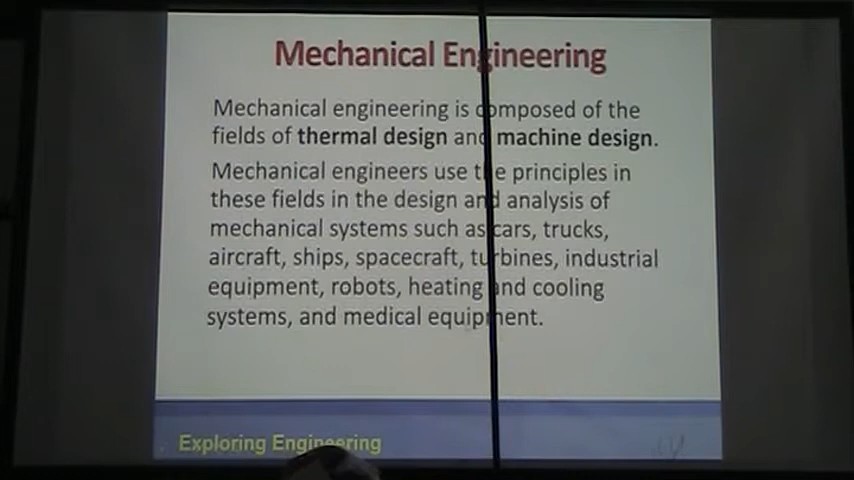 Mechanical Engineering
Mechanical engineering is composed of the
fields of thermal design and machine design.
Mechanical engineers use the principles in
these fields in the design and analysis of
mechanical systems such as cars, trucks,
aircraft, ships, spacecraft, turbines, industrial
equipment, robots, heating and cooling
systems, and medical equipment.
Exploring Engineering